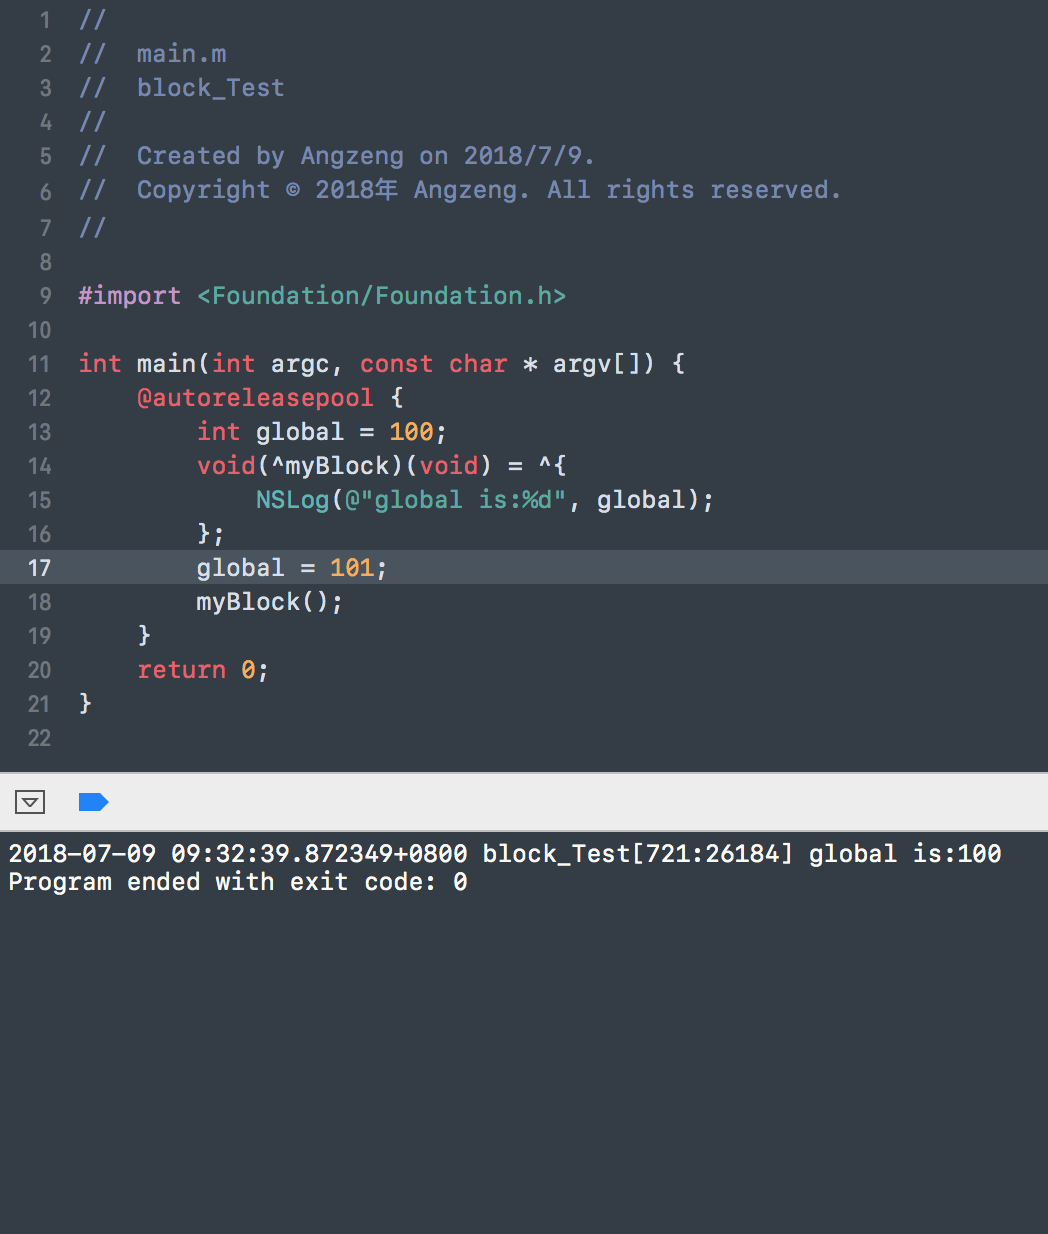 1 //
2 //  main.m
3 //  block_Test
4 //
5 //  Created by Angzeng on 2018/7/9.
6 //  Copyright © 2018年 Angzeng. All rights reserved.
7 //
8
9 #import <Foundation/Foundation.h>
10
11 int main(int argc, const char * argv[]) {
12     @autoreleasepool {
13         int global = 100;
14         void(^myBlock)(void) = ^{
15             NSLog(@"global is:%d", global);
16         };
17         global = 101;
18         myBlock();
19     }
20     return 0;
21 }
22
2018-07-09 09:32:39.872349+0800 block_Test[721:26184] global is:100
Program ended with exit code: 0